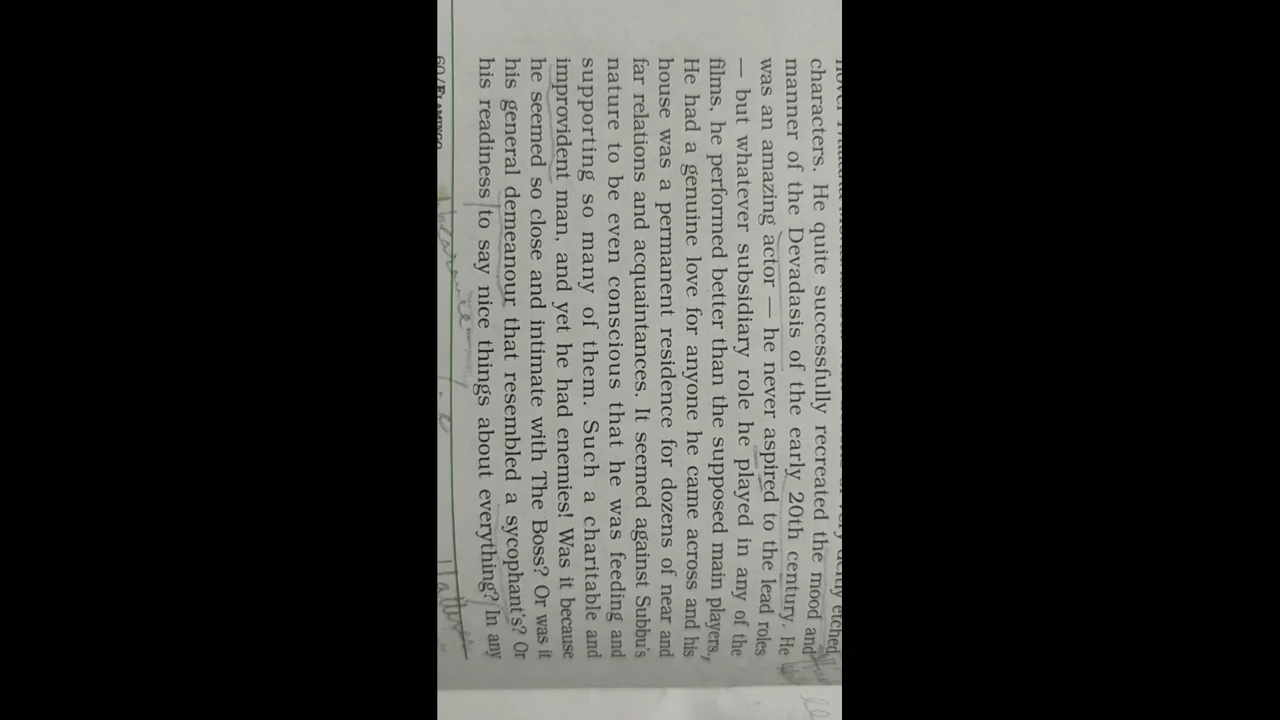 deftly etched
characters. He quite successfully recreated the mood and
manner of the Devadasis of the early 20th century. He
was an amazing actor — he never aspired to the lead roles
— but whatever subsidiary role he played in any of the
films, he performed better than the supposed main players.,
He had a genuine love for anyone he came across and his
house was a permanent residence for dozens of near and
far relations and acquaintances. It seemed against Subbu's
nature to be even conscious that he was feeding and
supporting so many of them. Such a charitable and
improvident man, and yet he had enemies! Was it because
he seemed so close and intimate with The Boss? Or was it
his general demeanour that resembled a sycophant's? Or
his readiness to say nice things about everything? In any
60/FLAMINGO